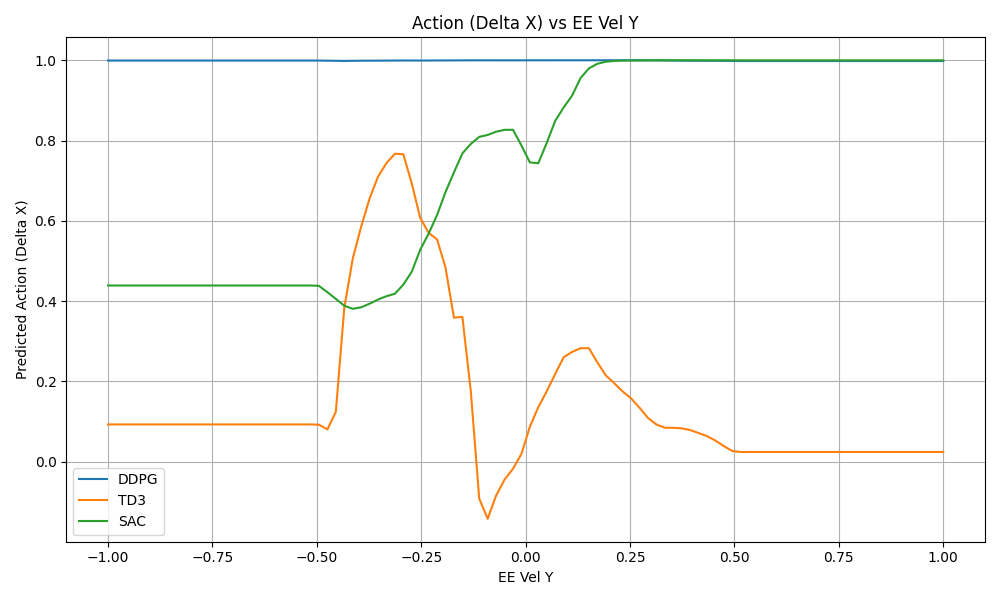 Action (Delta X) vs EE Vel Y
Predicted Action (Delta X)
1.0
0.8
0.6
0.4
0.2
0.0
DDPG
TD3
SAC
−1.00
−0.75
−0.50
−0.25
0.00
0.25
0.50
0.75
1.00
EE Vel Y